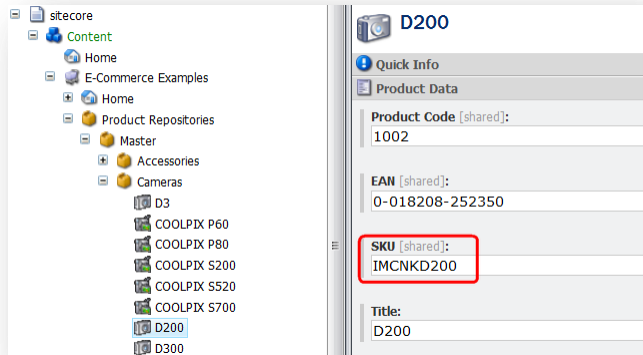 sitecore
Content
Home
E-Commerce Examples
Home
Product Repositories
Master
Accessories
Cameras
D3
COOLPIX P60
COOLPIX P80
COOLPIX S200
COOLPIX S520
COOLPIX S700
D200
D300
D200
Quick Info
Product Data
Product Code [shared]:
1002
EAN [shared]:
0-018208-252350
SKU [shared]:
IMCNKD200
Title:
D200